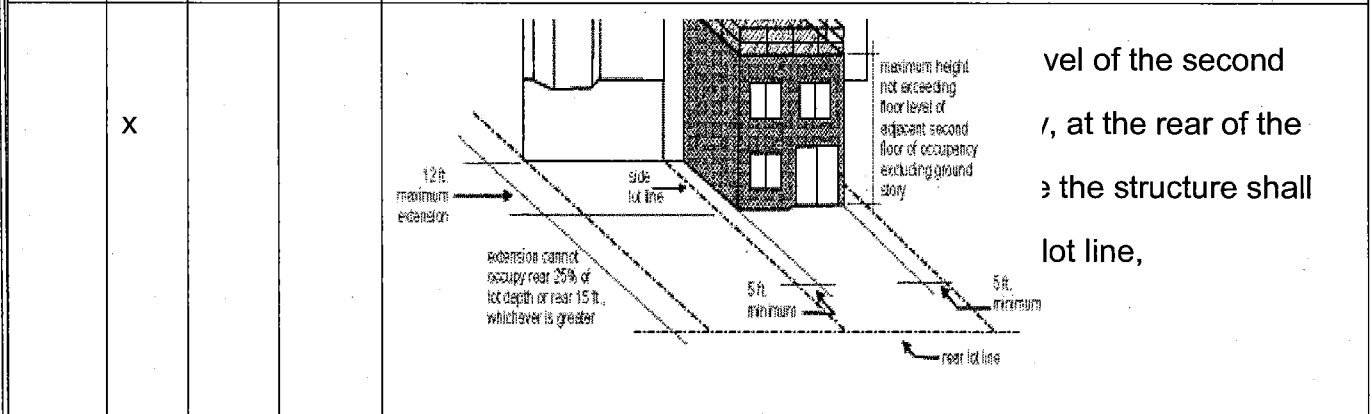 x
vel of the second
, at the rear of the
the structure shall
lot line,
maximum height
not exceeding
floor level of
adjacent second
floor of occupancy
excluding ground
story
12 ft.
maximum
extension
side
lot line
extension cannot
occupy rear 25% of
lot depth or rear 15 ft.,
whichever is greater
5 ft.
minimum
5 ft.
minimum
rear lot line